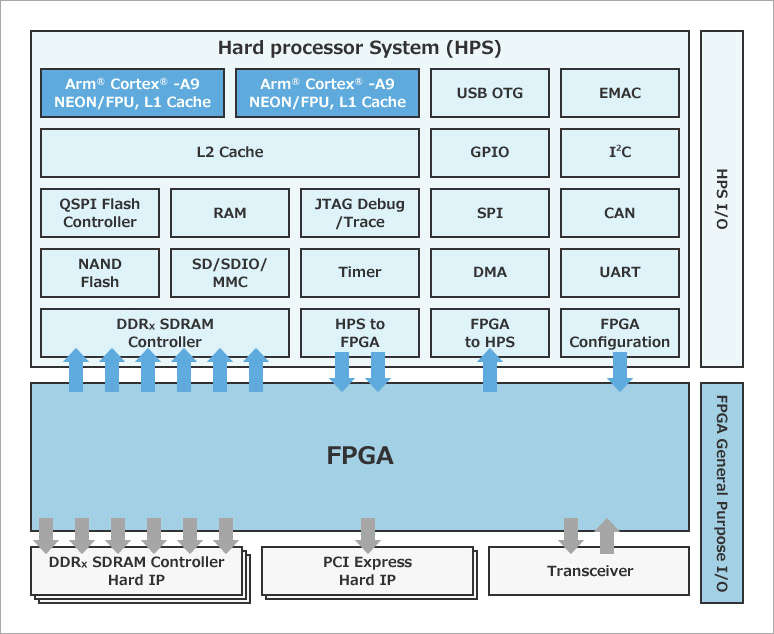 Hard processor System (HPS)
Arm® Cortex® -A9
NEON/FPU, L1 Cache
Arm® Cortex® -A9
NEON/FPU, L1 Cache
USB OTG
EMAC
L2 Cache
GPIO
I²C
QSPI Flash
Controller
RAM
JTAG Debug
/Trace
SPI
CAN
NAND
Flash
SD/SDIO/
MMC
Timer
DMA
UART
DDRx SDRAM
Controller
HPS to
FPGA
FPGA
to HPS
FPGA
Configuration
HPS I/O
FPGA
FPGA General Purpose I/O
DDRx SDRAM Controller
Hard IP
PCI Express
Hard IP
Transceiver